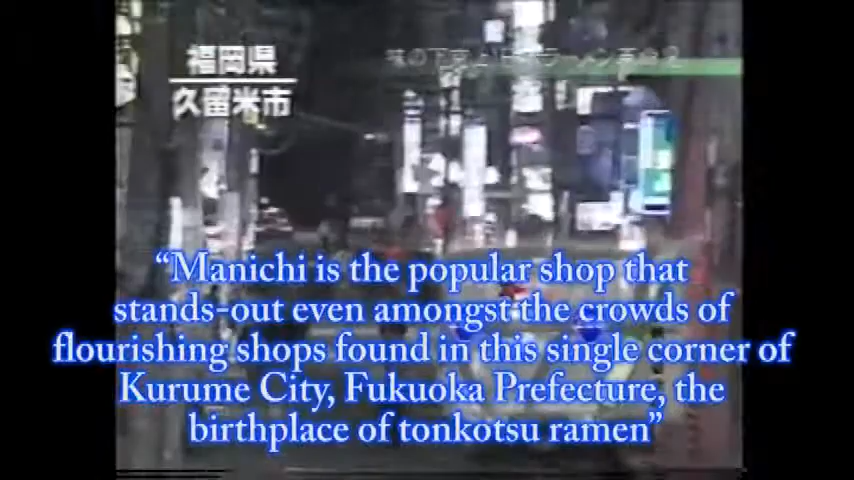 福岡県
久留米市
“Manichi is the popular shop that
stands-out even amongst the crowds of
flourishing shops found in this single corner of
Kurume City, Fukuoka Prefecture, the
birthplace of tonkotsu ramen”